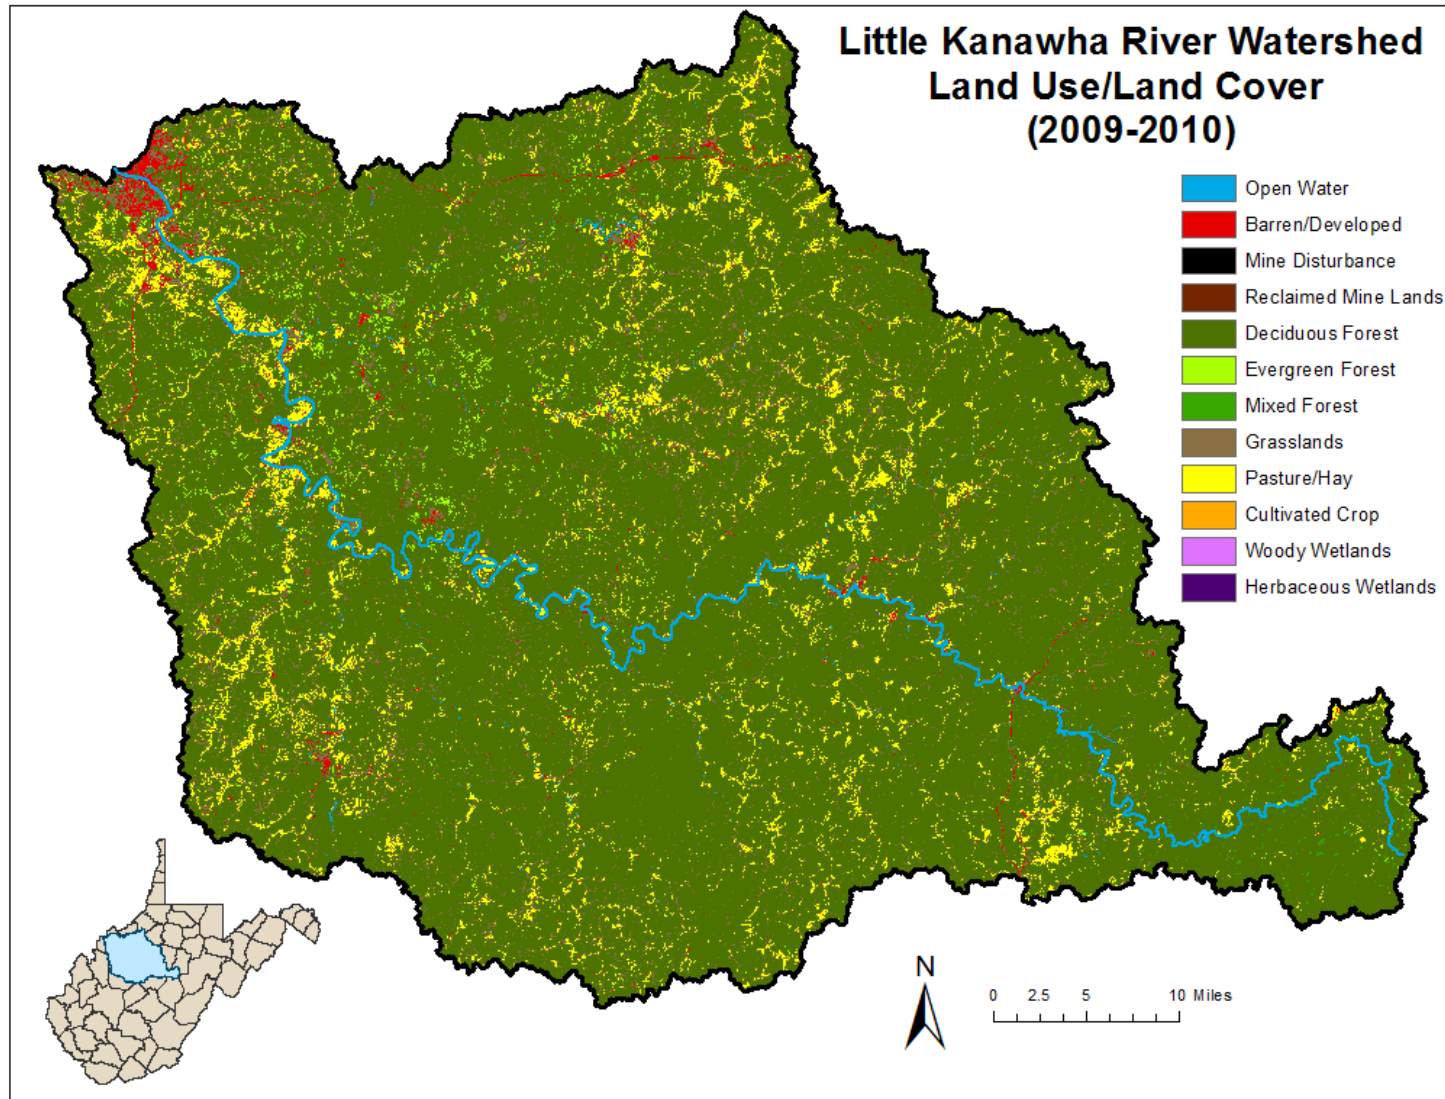 Little Kanawha River Watershed
Land Use/Land Cover
(2009-2010)
Open Water
Barren/Developed
Mine Disturbance
Reclaimed Mine Lands
Deciduous Forest
Evergreen Forest
Mixed Forest
Grasslands
Pasture/Hay
Cultivated Crop
Woody Wetlands
Herbaceous Wetlands
N
0 2.5 5 10 Miles